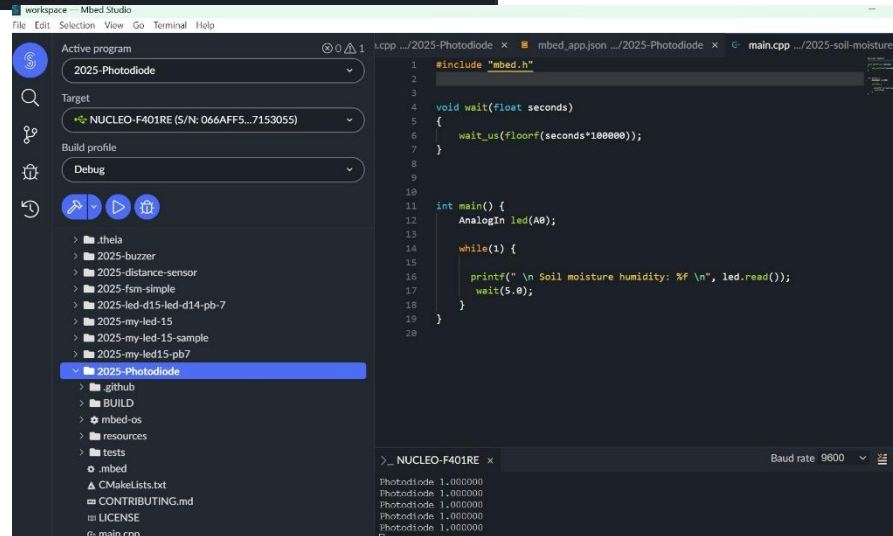 workspace — Mbed Studio
File Edit Selection View Go Terminal Help
Active program
0 1
2025-Photodiode
Target
NUCLEO-F401RE (S/N: 066AFF5...7153055)
Build profile
Debug
> .theia
> 2025-buzzer
> 2025-distance-sensor
> 2025-fsm-simple
> 2025-led-d15-led-d14-pb-7
> 2025-my-led-15
> 2025-my-led-15-sample
> 2025-my-led15-pb7
2025-Photodiode
> .github
> BUILD
> mbed-os
> resources
> tests
.mbed
CMakeLists.txt
CONTRIBUTING.md
LICENSE
main.cpp
.cpp .../2025-Photodiode × mbed_app.json .../2025-Photodiode × main.cpp .../2025-soil-moisture
1 #include "mbed.h"
2
3
4 void wait(float seconds)
5 {
6 wait_us(floorf(seconds*100000));
7 }
8
9
10
11 int main() {
12 AnalogIn led(A0);
13
14 while(1) {
15
16 printf(" \n Soil moisture humidity: %f \n", led.read());
17 wait(5.0);
18 }
19 }
20
>_ NUCLEO-F401RE ×
Baud rate 9600
Photodiode 1.000000
Photodiode 1.000000
Photodiode 1.000000
Photodiode 1.000000
Photodiode 1.000000